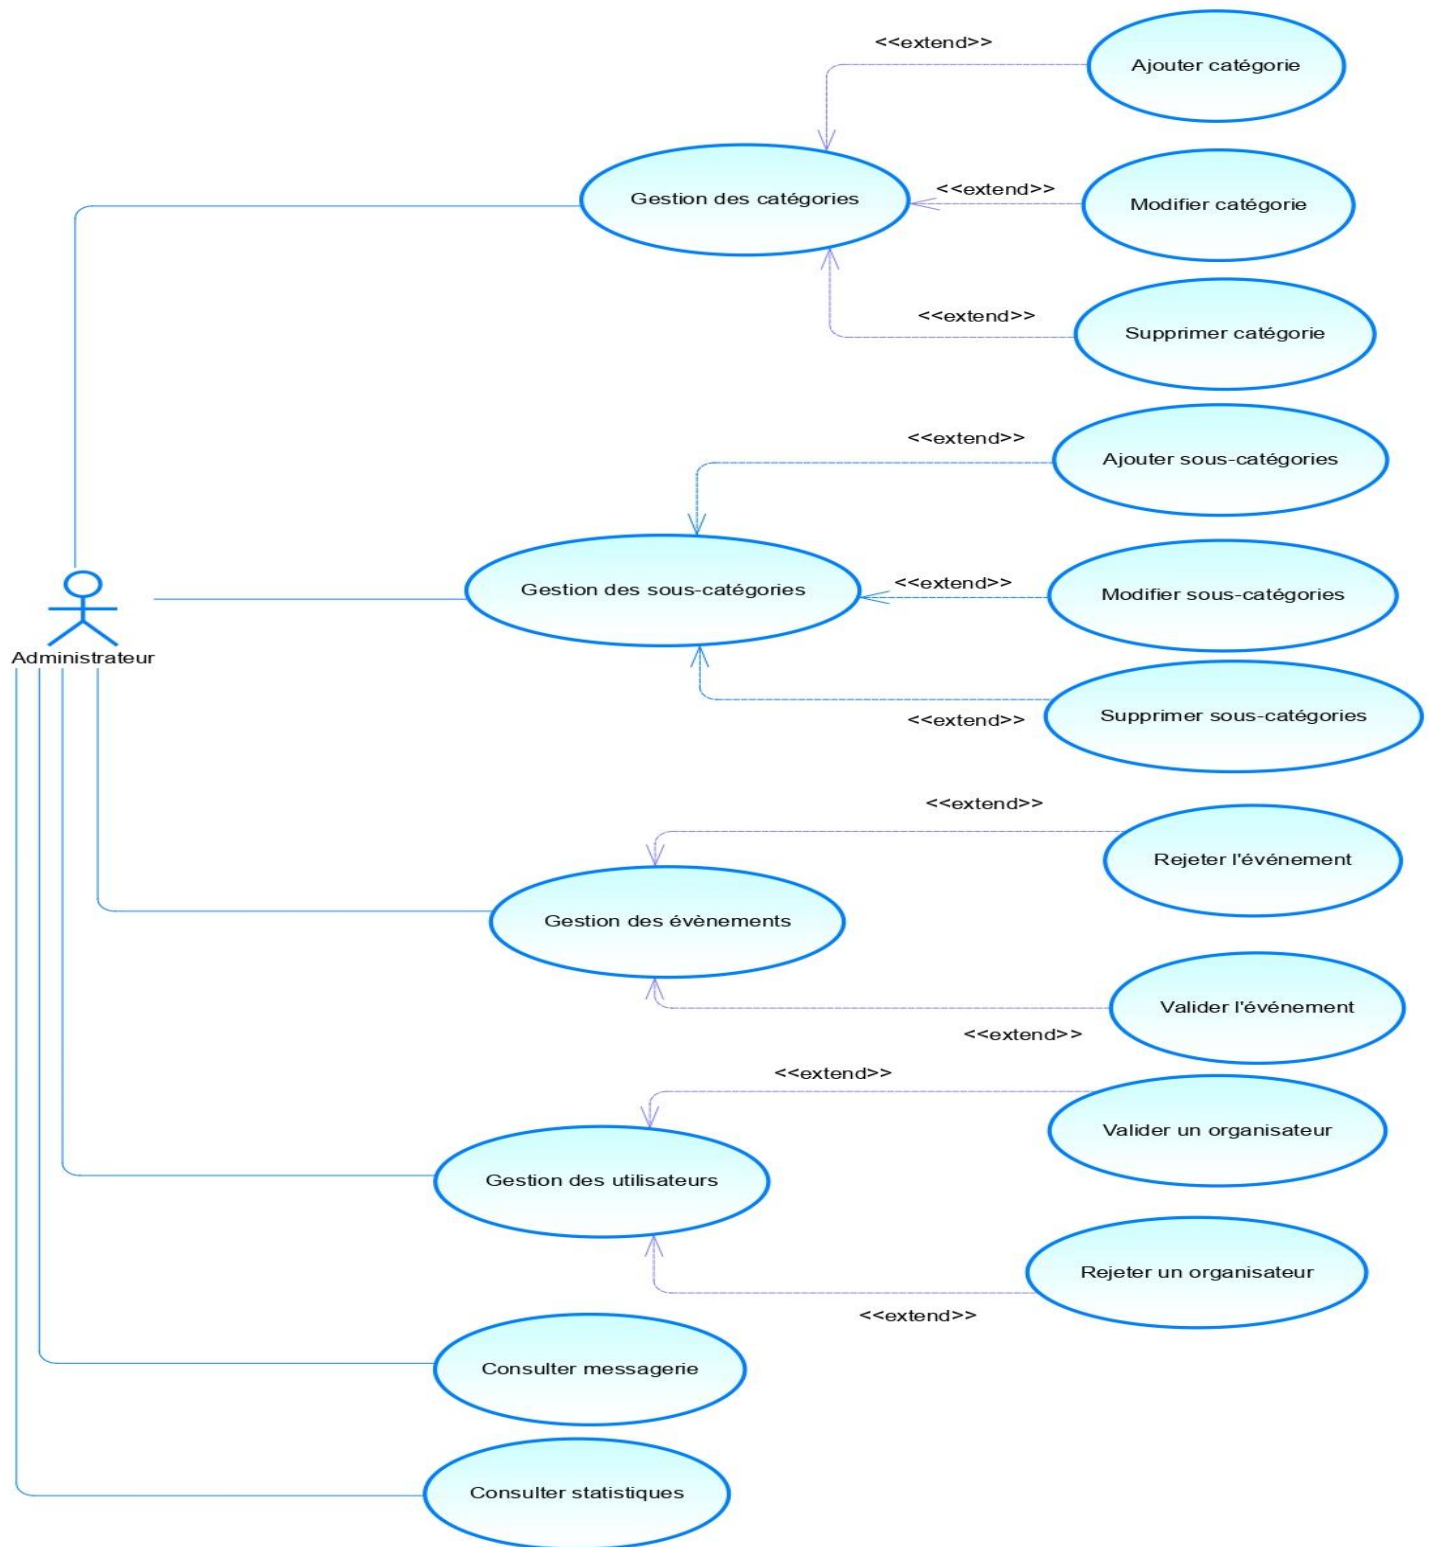 <<extend>>
Ajouter catégorie
<<extend>>
Modifier catégorie
Gestion des catégories
<<extend>>
Supprimer catégorie
<<extend>>
Ajouter sous-catégories
<<extend>>
Modifier sous-catégories
Gestion des sous-catégories
Administrateur
<<extend>>
Supprimer sous-catégories
<<extend>>
Rejeter l'événement
Gestion des évènements
Valider l'événement
<<extend>>
<<extend>>
Valider un organisateur
Gestion des utilisateurs
Rejeter un organisateur
<<extend>>
Consulter messagerie
Consulter statistiques